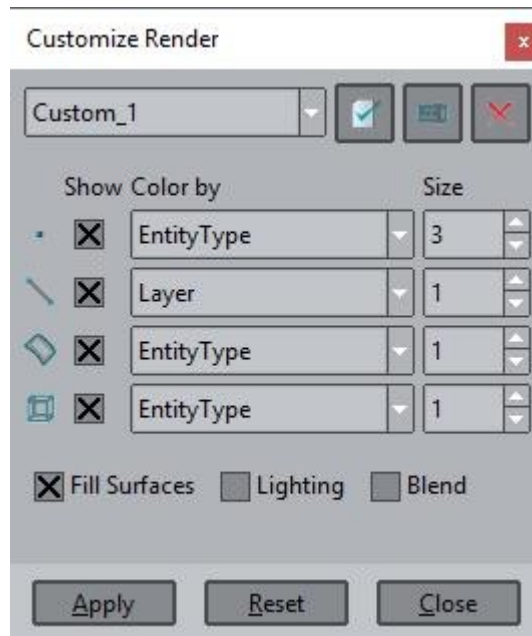 Customize Render
x
Custom_1
Show Color by Size
EntityType 3
Layer 1
EntityType 1
EntityType 1
Fill Surfaces Lighting Blend
Apply Reset Close